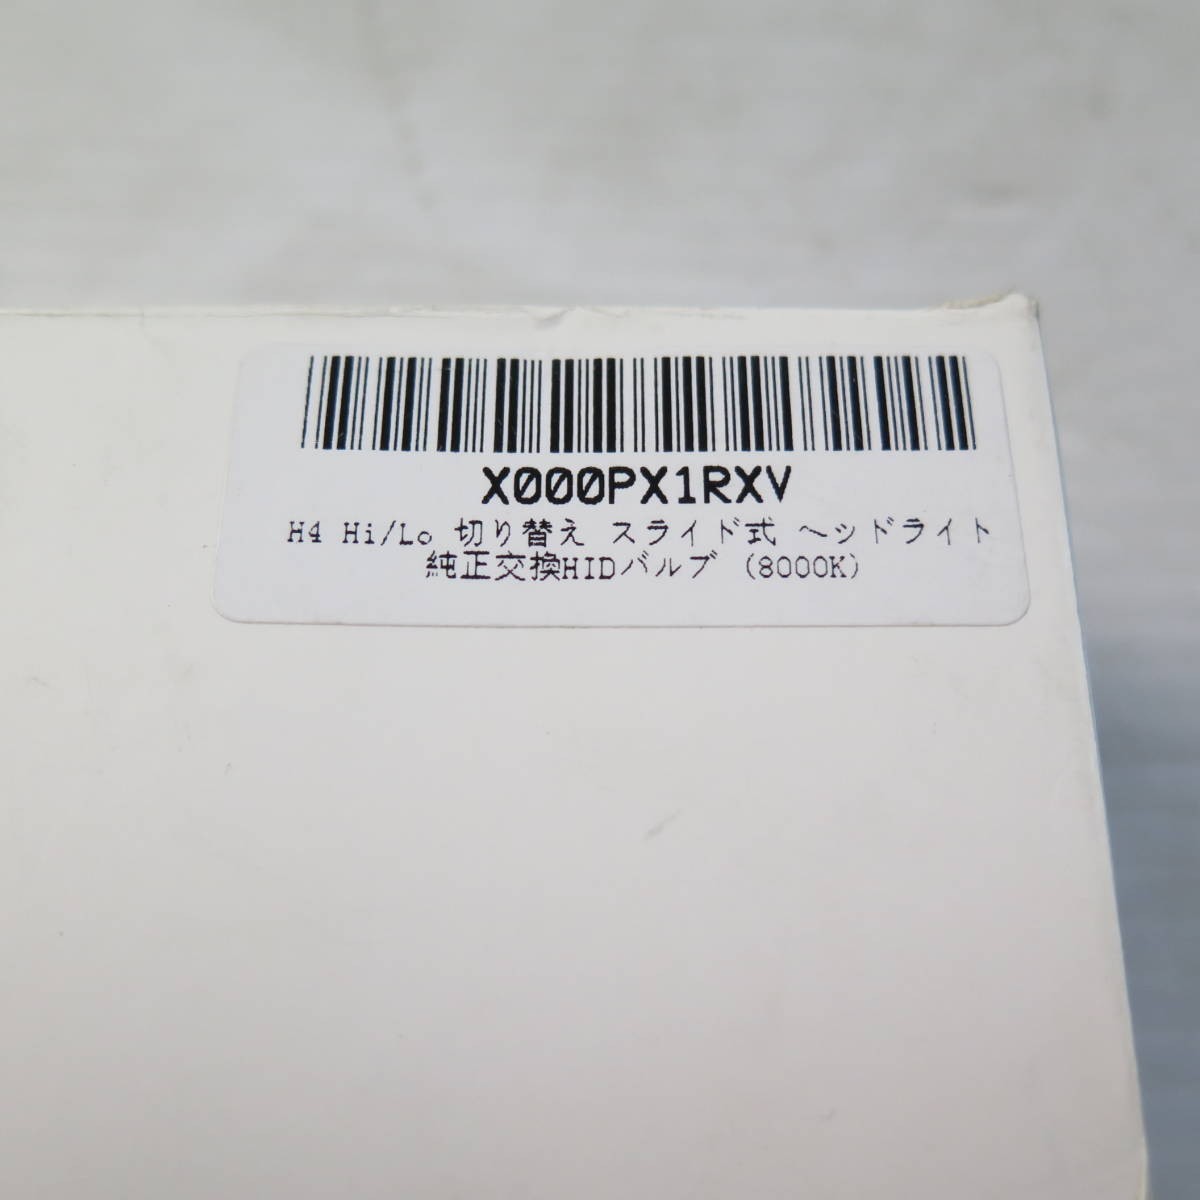 X000PX1RXV
H4 Hi/Lo 切り替え スライド式 ヘッドライト
純正交換HIDバルブ (8000K)